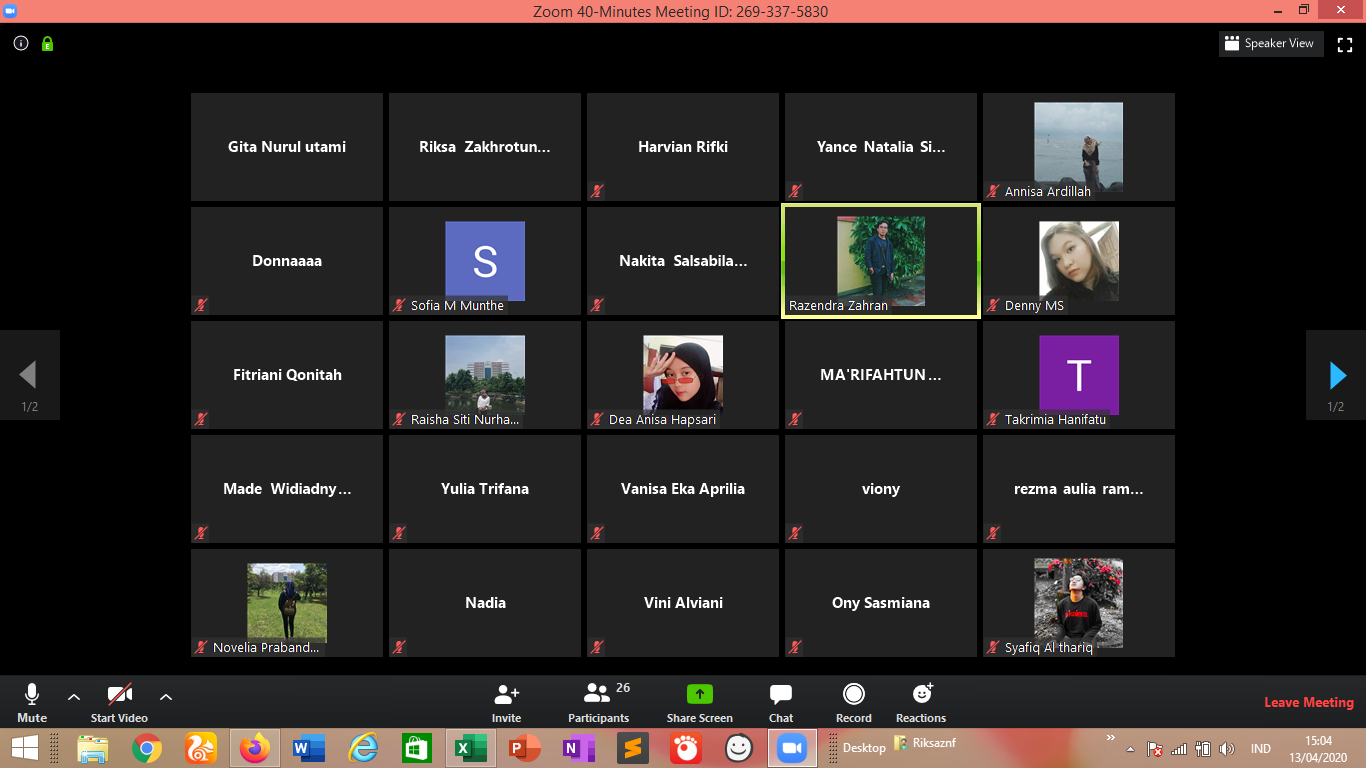 Zoom 40-Minutes Meeting ID: 269-337-5830
Speaker View
Gita Nurul utami
Riksa Zakhrotun...
Harvian Rifki
Yance Natalia Si...
Annisa Ardillah
Donnaaaa
S
Sofia M Munthe
Nakita Salsabila...
Razendra Zahran
Denny MS
Fitriani Qonitah
Raisha Siti Nurha...
Dea Anisa Hapsari
MA'RIFAHTUN ...
T
Takrimia Hanifatu
1/2
1/2
Made Widiadny...
Yulia Trifana
Vanisa Eka Aprilia
viony
rezma aulia ram...
Novelia Praband...
Nadia
Vini Alviani
Ony Sasmiana
Syafiq Al thariq
Mute
Start Video
Invite
Participants
26
Share Screen
Chat
Record
Reactions
Leave Meeting
Desktop
Riksaznf
IND
15:04
13/04/2020